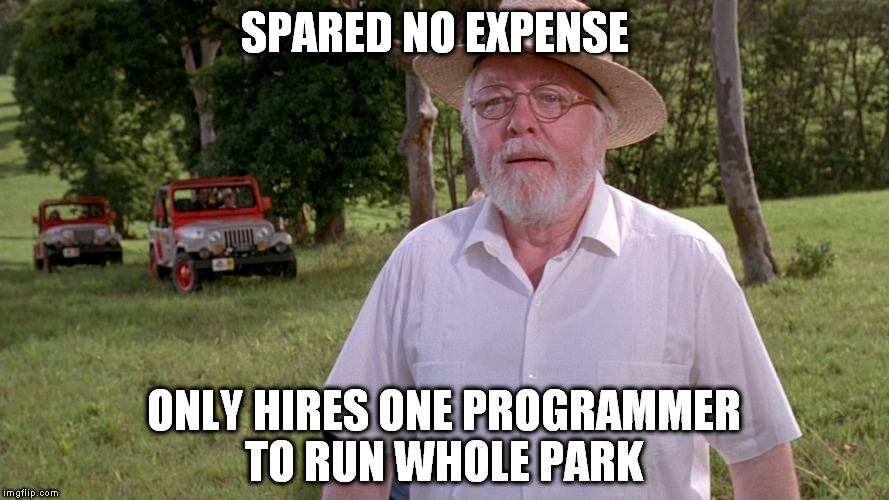 SPARED NO EXPENSE
ONLY HIRES ONE PROGRAMMER
TO RUN WHOLE PARK
imgflip.com